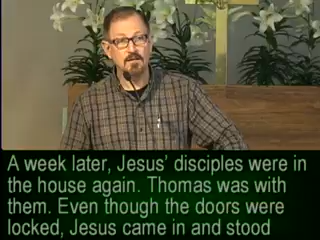 A week later, Jesus' disciples were in
the house again. Thomas was with
them. Even though the doors were
locked, Jesus came in and stood